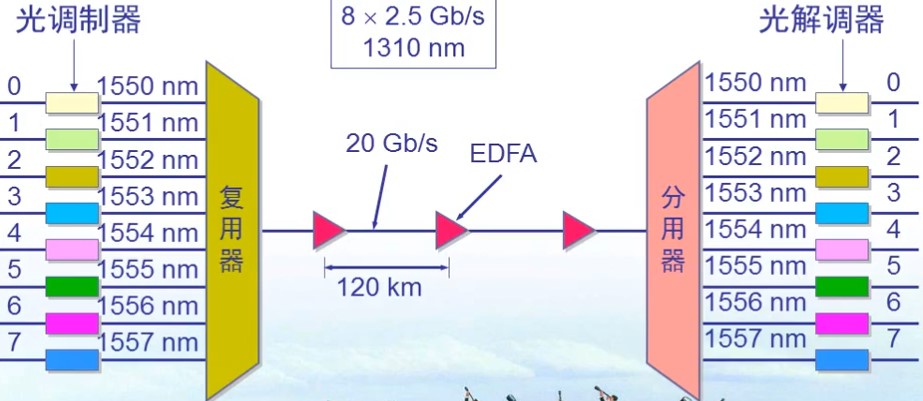 光调制器
8 × 2.5 Gb/s
1310 nm
光解调器
0 1550 nm
1 1551 nm
2 1552 nm
3 1553 nm
4 1554 nm
5 1555 nm
6 1556 nm
7 1557 nm
复用器
20 Gb/s
EDFA
120 km
分用器
1550 nm 0
1551 nm 1
1552 nm 2
1553 nm 3
1554 nm 4
1555 nm 5
1556 nm 6
1557 nm 7